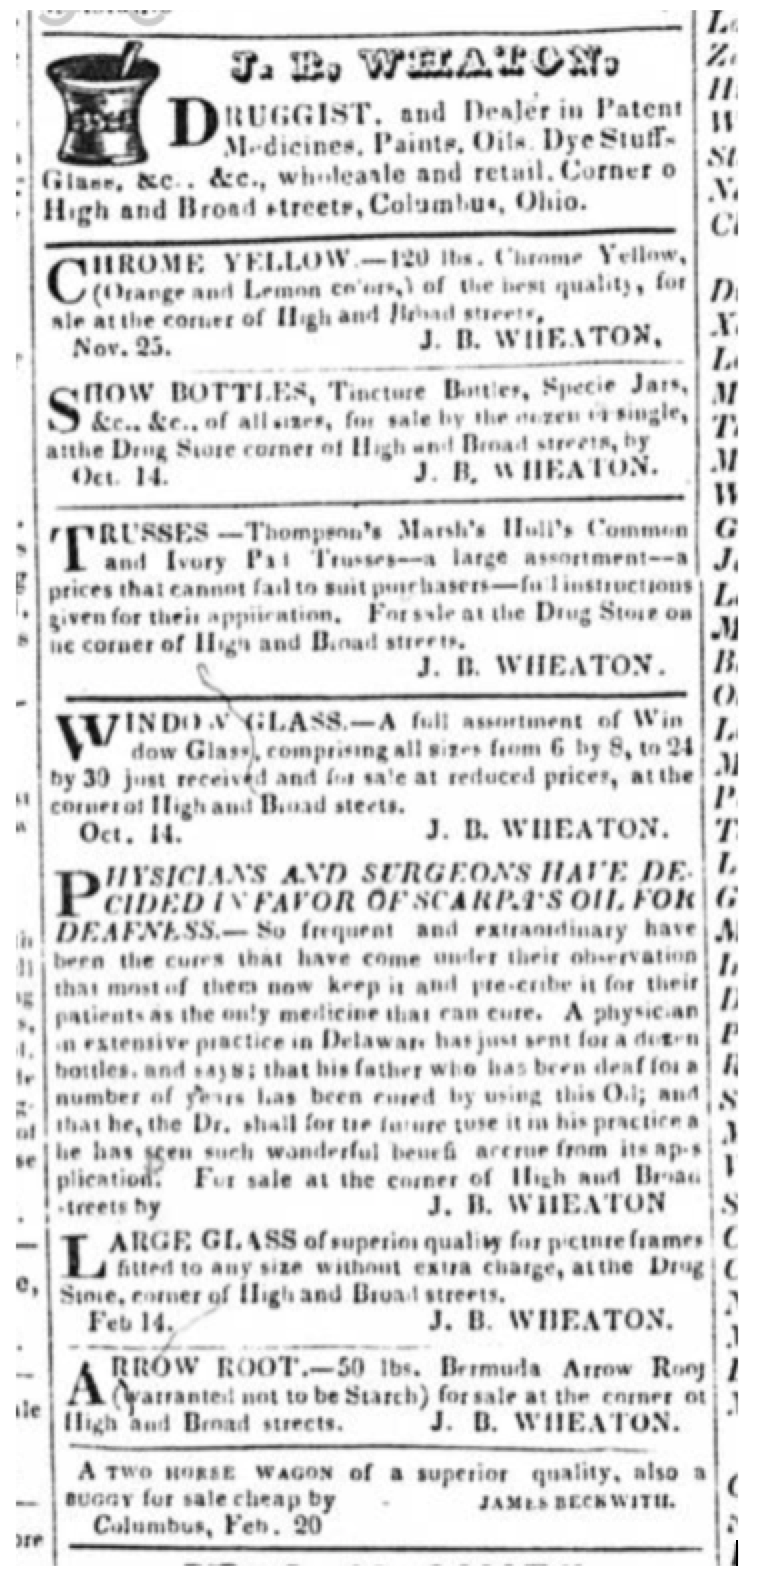 J. B. WHEATON,
DRUGGIST, and Dealer in Patent
Medicines, Paints, Oils, Dye Stuff-
Glass, &c., &c., wholesale and retail, Corner o
High and Broad streets, Columbus, Ohio.
CHROME YELLOW.—120 lbs. Chrome Yellow,
(Orange and Lemon colors,) of the best quality, for
ale at the corner of High and Broad streets,
Nov. 25. J. B. WHEATON,
SHOW BOTTLES, Tincture Bottles, Specie Jars,
&c., &c., of all sizes, for sale by the dozen single,
atthe Drug Store corner of High and Broad streets, by
Oct. 14. J. B. WHEATON.
TRUSSES —Thompson's Marsh's Hull's Common
and Ivory Pad Trusses—a large assortment—a
prices that cannot fail to suit purchasers—full instructions
given for their application. For sale at the Drug Store on
he corner of High and Broad streets.
J. B. WHEATON.
WINDOW GLASS.—A full assortment of Win
dow Glass, comprising all sizes from 6 by 8, to 24
by 30 just received and for sale at reduced prices, at the
corner of High and Broad steets.
Oct. 14. J. B. WHEATON.
PHYSICIANS AND SURGEONS HAVE DE-
CIDED IN FAVOR OF SCARPA'S OIL FOR
DEAFNESS.— So frequent and extraordinary have
been the cures that have come under their observation
that most of them now keep it and pre-cribe it for their
patients as the only medicine that can cure. A physician
in extensive practice in Delaware has just sent for a dozen
bottles, and says; that his father who has been deaf for a
number of years has been cured by using this Oil; and
that he, the Dr. shall for tre future tuse it in his practice a
he has seen such wonderful benefi accrue from its ap-s
plication. For sale at the corner of High and Broad
-treets by J. B. WHEATON
LARGE GLASS of superior quality for picture frames
fitted to any size without extra charge, at the Drug
Store, corner of High and Broad streets.
Feb 14. J. B. WHEATON.
ARROW ROOT.—50 lbs. Bermuda Arrow Root
(warranted not to be Starch) for sale at the corner of
High and Broad streets. J. B. WHEATON.
A TWO HORSE WAGON of a superior quality, also a
BUGGY for sale cheap by JAMES BECKWITH.
Columbus, Feb. 20